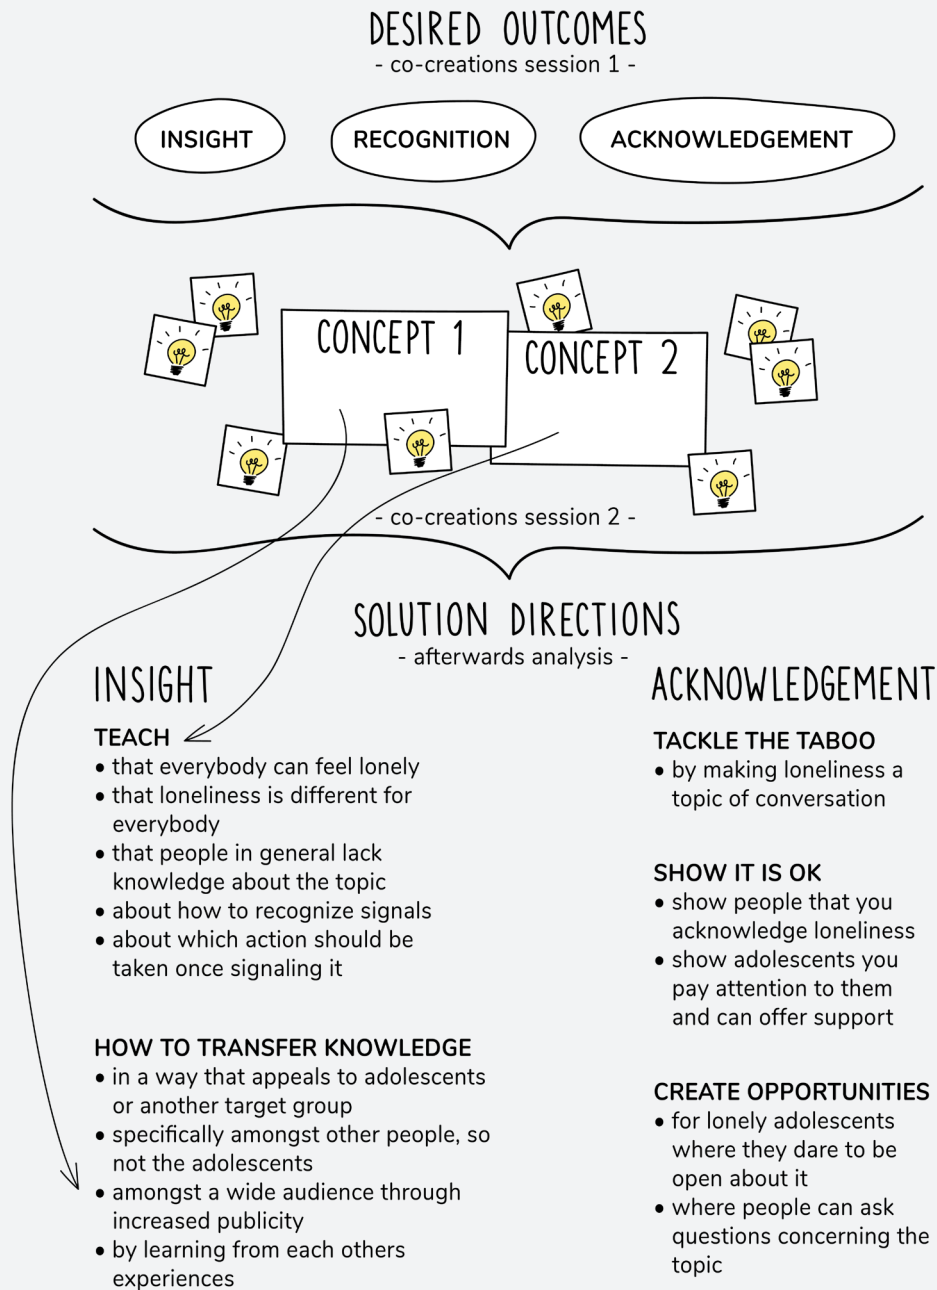 DESIRED OUTCOMES
- co-creations session 1 -
INSIGHT
RECOGNITION
ACKNOWLEDGEMENT
CONCEPT 1
CONCEPT 2
- co-creations session 2 -
SOLUTION DIRECTIONS
- afterwards analysis -
INSIGHT
TEACH
• that everybody can feel lonely
• that loneliness is different for
everybody
• that people in general lack
knowledge about the topic
• about how to recognize signals
• about which action should be
taken once signaling it
HOW TO TRANSFER KNOWLEDGE
• in a way that appeals to adolescents
or another target group
• specifically amongst other people, so
not the adolescents
• amongst a wide audience through
increased publicity
• by learning from each others
experiences
ACKNOWLEDGEMENT
TACKLE THE TABOO
• by making loneliness a
topic of conversation
SHOW IT IS OK
• show people that you
acknowledge loneliness
• show adolescents you
pay attention to them
and can offer support
CREATE OPPORTUNITIES
• for lonely adolescents
where they dare to be
open about it
• where people can ask
questions concerning the
topic